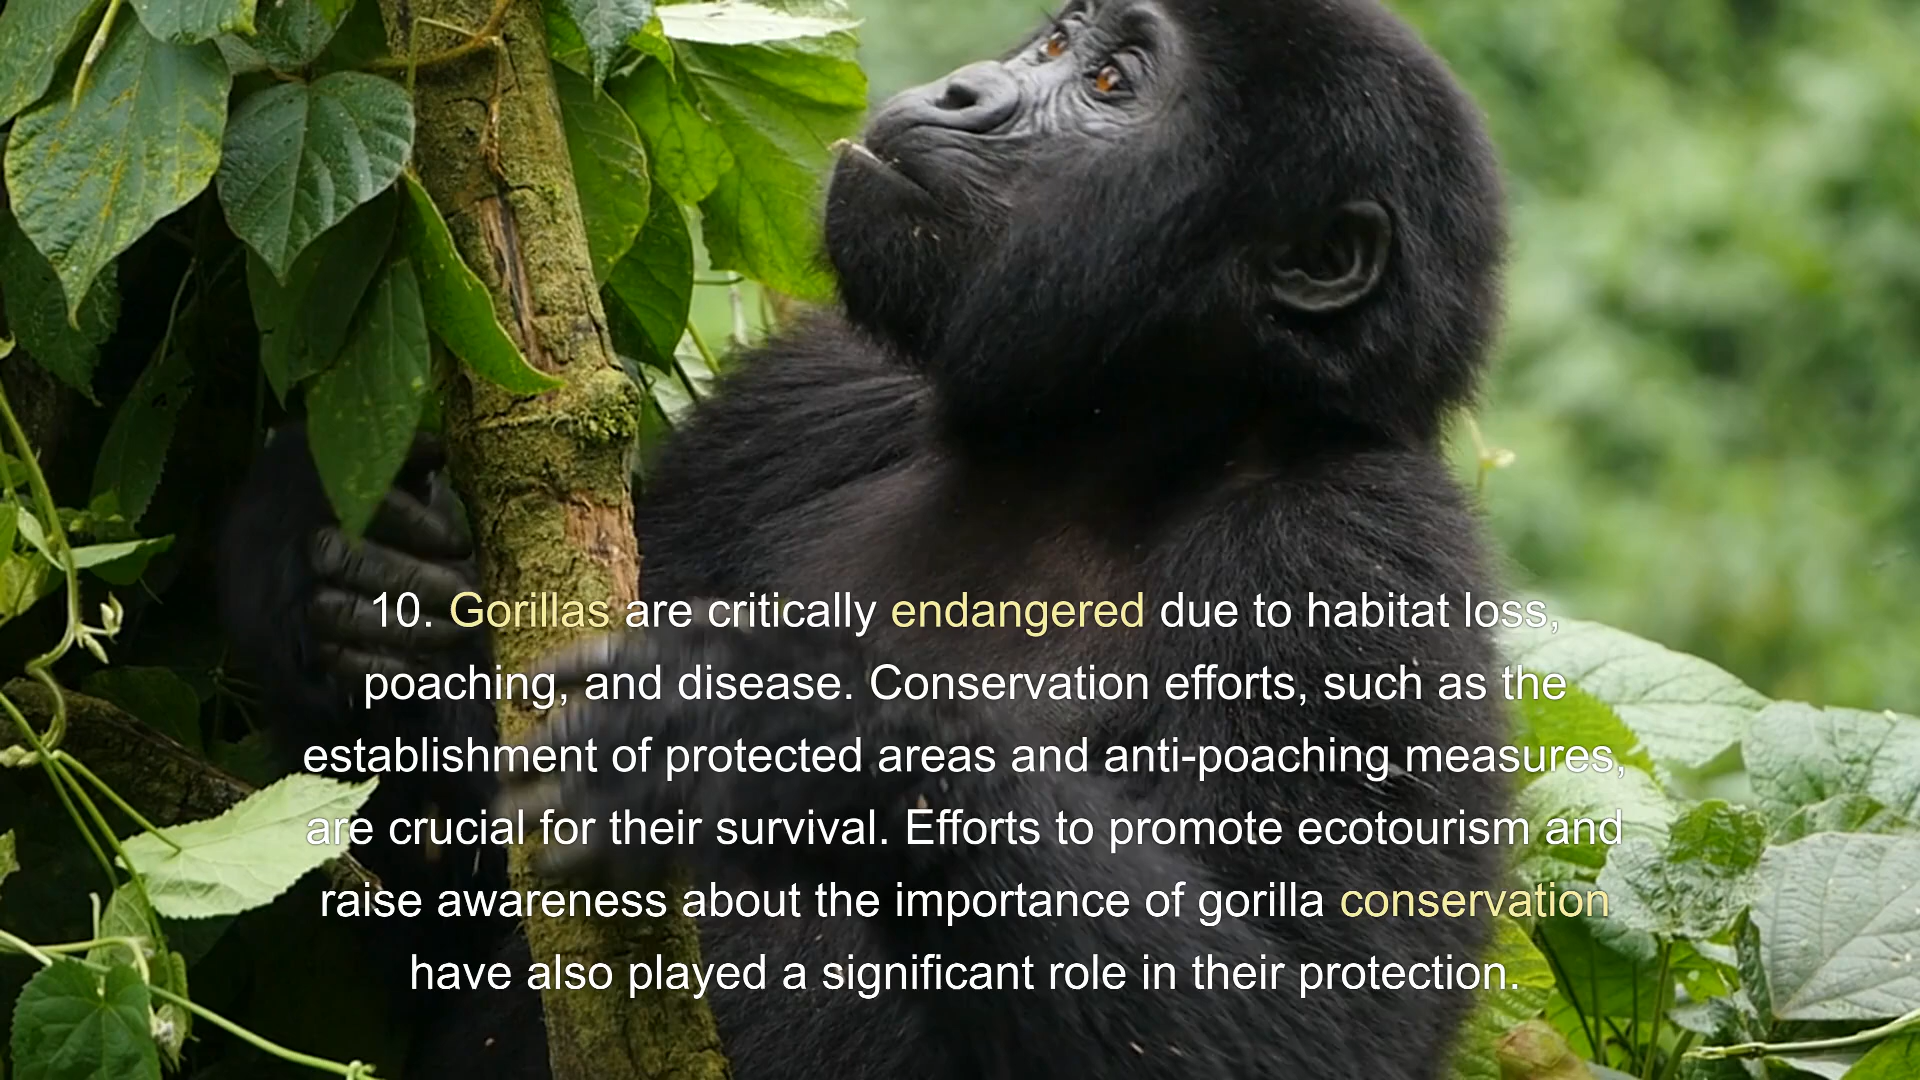 10. Gorillas are critically endangered due to habitat loss,
poaching, and disease. Conservation efforts, such as the
establishment of protected areas and anti-poaching measures,
are crucial for their survival. Efforts to promote ecotourism and
raise awareness about the importance of gorilla conservation
have also played a significant role in their protection.